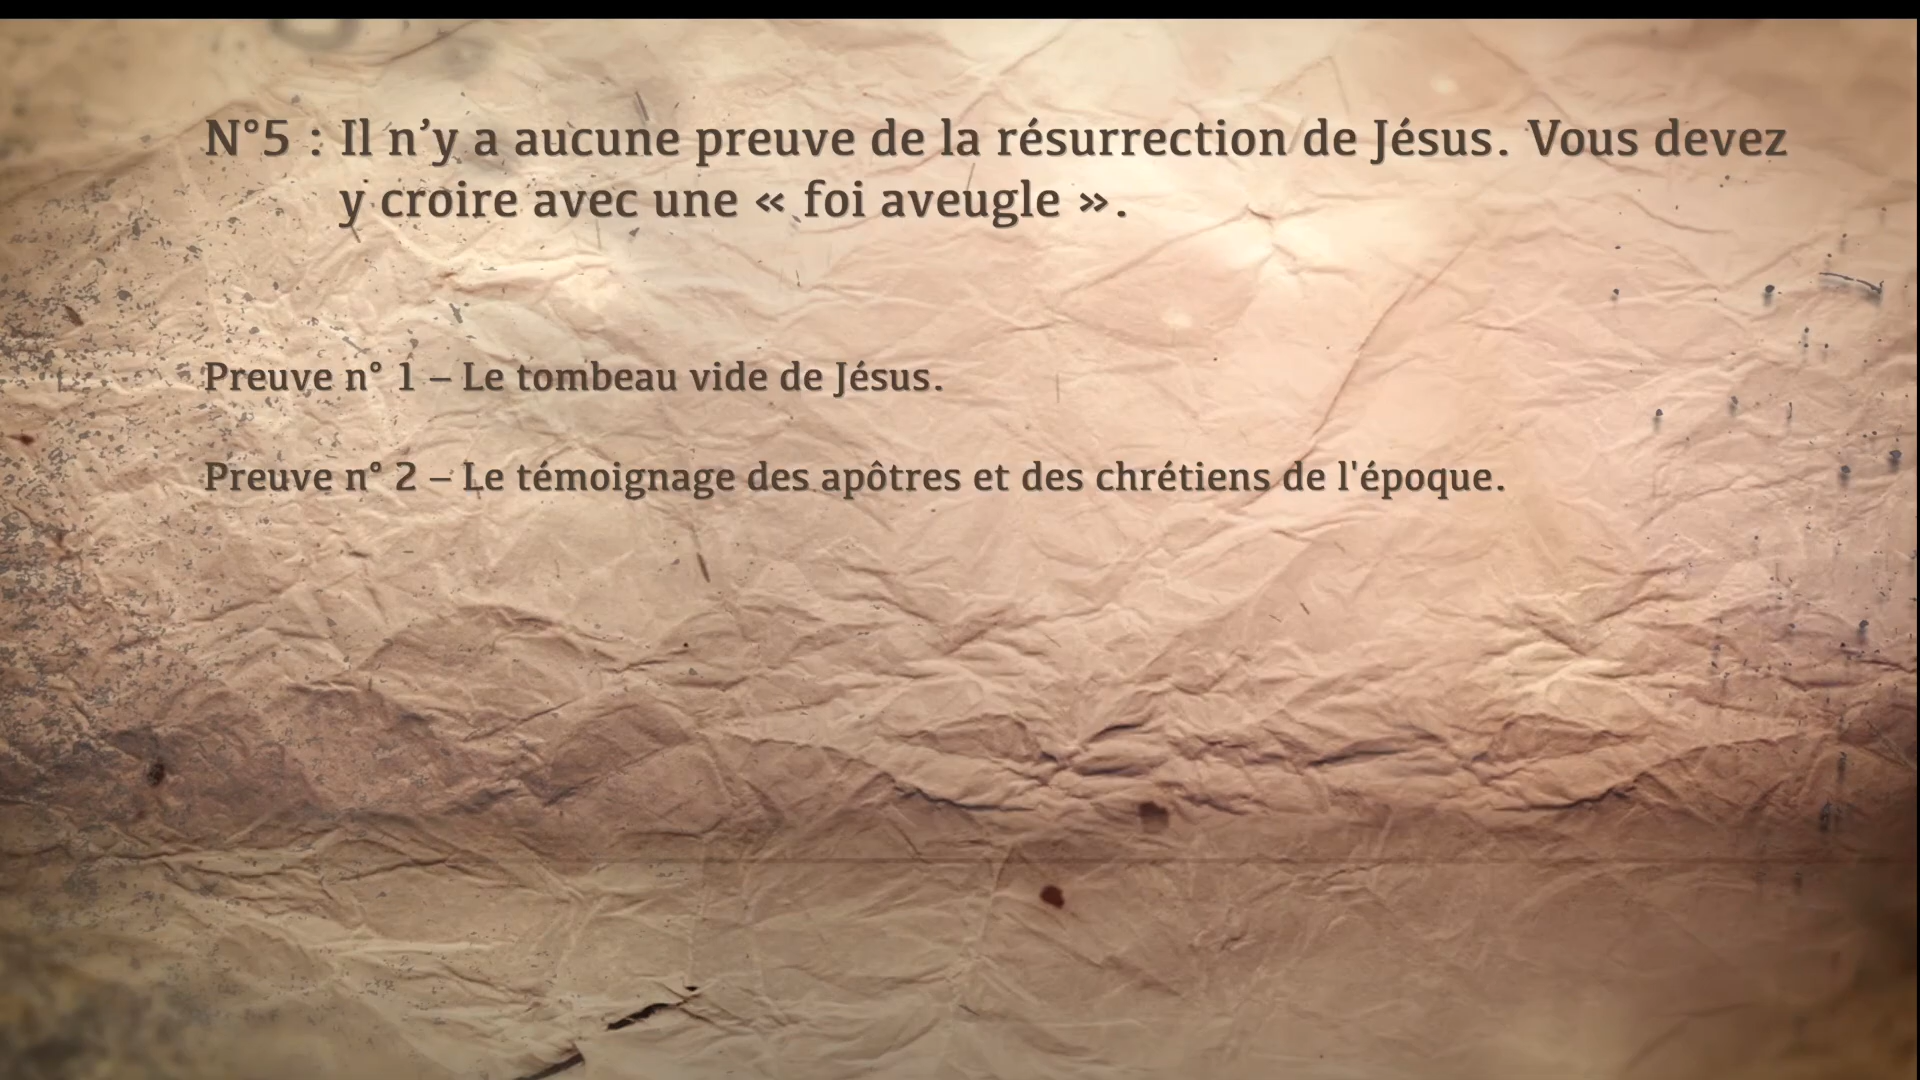 N°5 : Il n’y a aucune preuve de la résurrection de Jésus. Vous devez
y croire avec une « foi aveugle ».
Preuve n° 1 – Le tombeau vide de Jésus.
Preuve n° 2 – Le témoignage des apôtres et des chrétiens de l'époque.